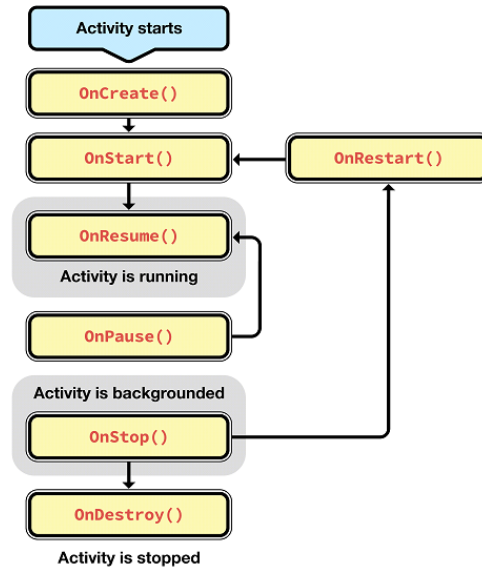 Activity starts
OnCreate()
OnStart()
OnRestart()
OnResume()
Activity is running
OnPause()
Activity is backgrounded
OnStop()
OnDestroy()
Activity is stopped